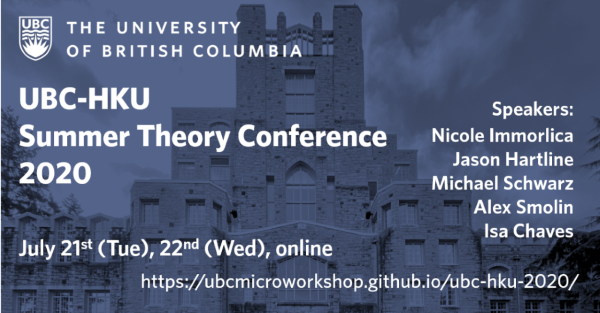 UBC
THE UNIVERSITY
OF BRITISH COLUMBIA
UBC-HKU
Summer Theory Conference
2020
Speakers:
Nicole Immorlica
Jason Hartline
Michael Schwarz
Alex Smolin
Isa Chaves
July 21st (Tue), 22nd (Wed), online
https://ubcmicroworkshop.github.io/ubc-hku-2020/